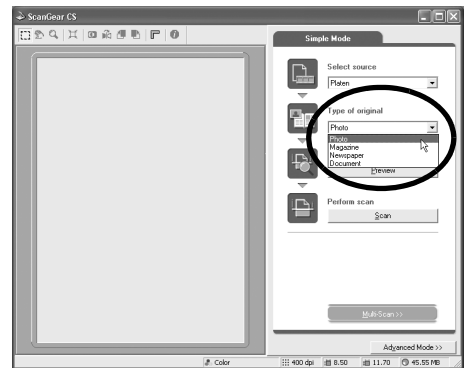 ScanGear CS
Simple Mode
Select source
Platen
Type of original
Photo
Photo
Magazine
Newspaper
Document
Preview
Perform scan
Scan
Multi-Scan >>
Advanced Mode >>
Color 400 dpi 8.50 11.70 45.55 MB